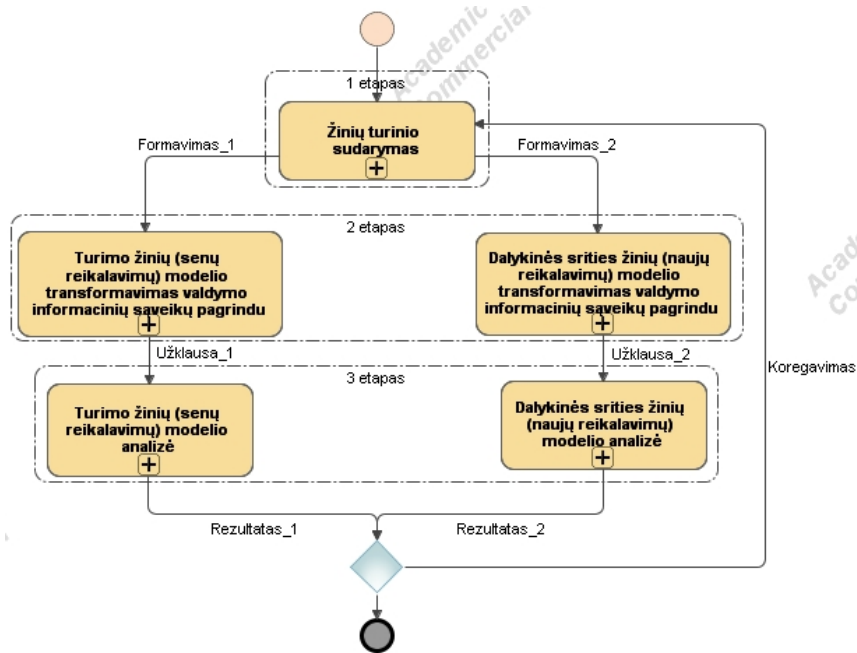 Academic
Commercial
1 etapas
Žinių turinio
sudarymas
Formavimas_1
Formavimas_2
2 etapas
Turimo žinių (senų
reikalavimų) modelio
transformavimas valdymo
informacinių sąveikų pagrindu
Dalykinės srities žinių (naujų
reikalavimų) modelio
transformavimas valdymo
informacinių sąveikų pagrindu
Užklausa_1
Užklausa_2
Koregavimas
3 etapas
Turimo žinių (senų
reikalavimų) modelio
analizė
Dalykinės srities žinių
(naujų reikalavimų)
modelio analizė
Rezultatas_1
Rezultatas_2